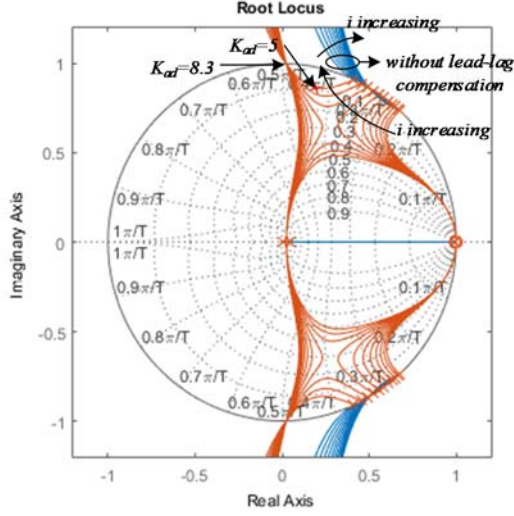 Root Locus
i increasing
K_ad=5
without lead-lag
compensation
K_ad=8.3
i increasing
1
0.5
0
-0.5
-1
Imaginary Axis
0.5π/T
0.6π/T
0.7π/T
0.8π/T
0.9π/T
1π/T
1π/T
0.9π/T
0.8π/T
0.7π/T
0.6π/T
0.5π/T
0.4π/T
0.3π/T
0.2π/T
0.1π/T
0.1π/T
0.2π/T
0.1
0.2
0.3
0.4
0.5
0.6
0.7
0.8
0.9
-1
-0.5
0
0.5
1
Real Axis